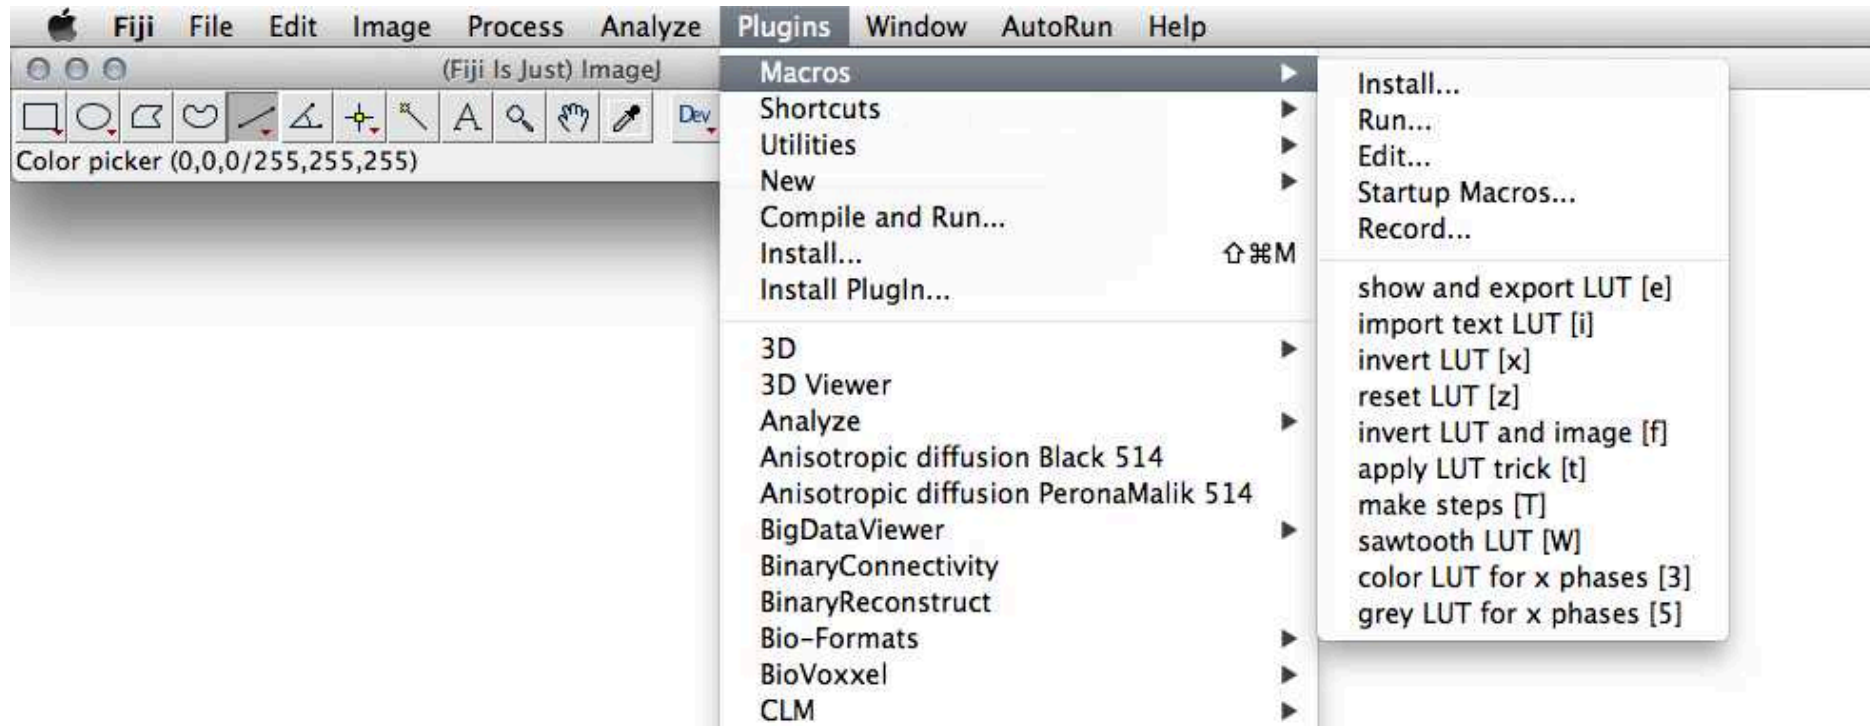 Fiji File Edit Image Process Analyze Plugins Window AutoRun Help
(Fiji Is Just) ImageJ
A Dev
Color picker (0,0,0/255,255,255)
Macros
Shortcuts
Utilities
New
Compile and Run...
Install... ⇧⌘M
Install PlugIn...
3D
3D Viewer
Analyze
Anisotropic diffusion Black 514
Anisotropic diffusion PeronaMalik 514
BigDataViewer
BinaryConnectivity
BinaryReconstruct
Bio-Formats
BioVoxxel
CLM
Install...
Run...
Edit...
Startup Macros...
Record...
show and export LUT [e]
import text LUT [i]
invert LUT [x]
reset LUT [z]
invert LUT and image [f]
apply LUT trick [t]
make steps [T]
sawtooth LUT [W]
color LUT for x phases [3]
grey LUT for x phases [5]